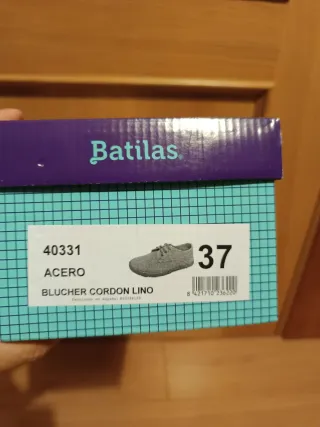 Batilas
40331
ACERO
37
BLUCHER CORDON LINO